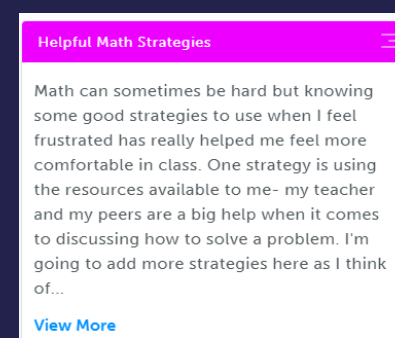 Helpful Math Strategies
Math can sometimes be hard but knowing
some good strategies to use when I feel
frustrated has really helped me feel more
comfortable in class. One strategy is using
the resources available to me- my teacher
and my peers are a big help when it comes
to discussing how to solve a problem. I'm
going to add more strategies here as I think
of...
View More